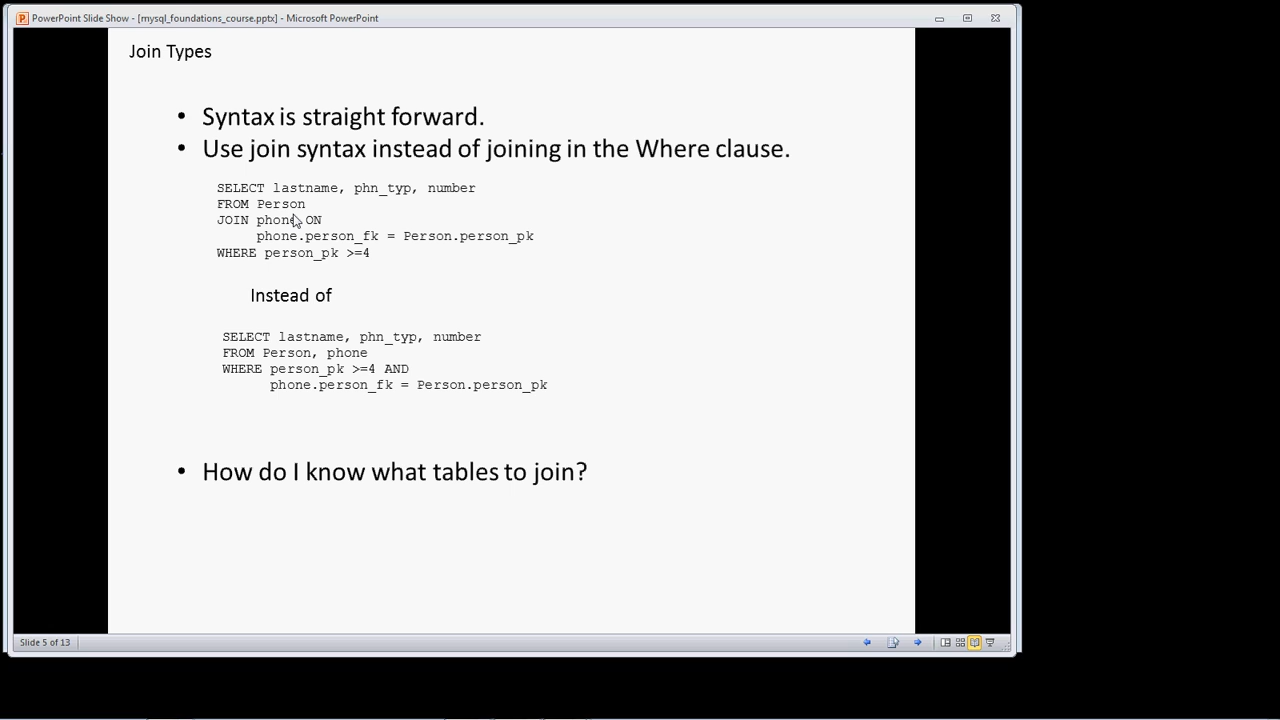 PowerPoint Slide Show - [mysql_foundations_course.pptx] - Microsoft PowerPoint
Join Types
• Syntax is straight forward.
• Use join syntax instead of joining in the Where clause.
SELECT lastname, phn_typ, number
FROM Person
JOIN phone ON
phone.person_fk = Person.person_pk
WHERE person_pk >=4
Instead of
SELECT lastname, phn_typ, number
FROM Person, phone
WHERE person_pk >=4 AND
phone.person_fk = Person.person_pk
• How do I know what tables to join?
Slide 5 of 13